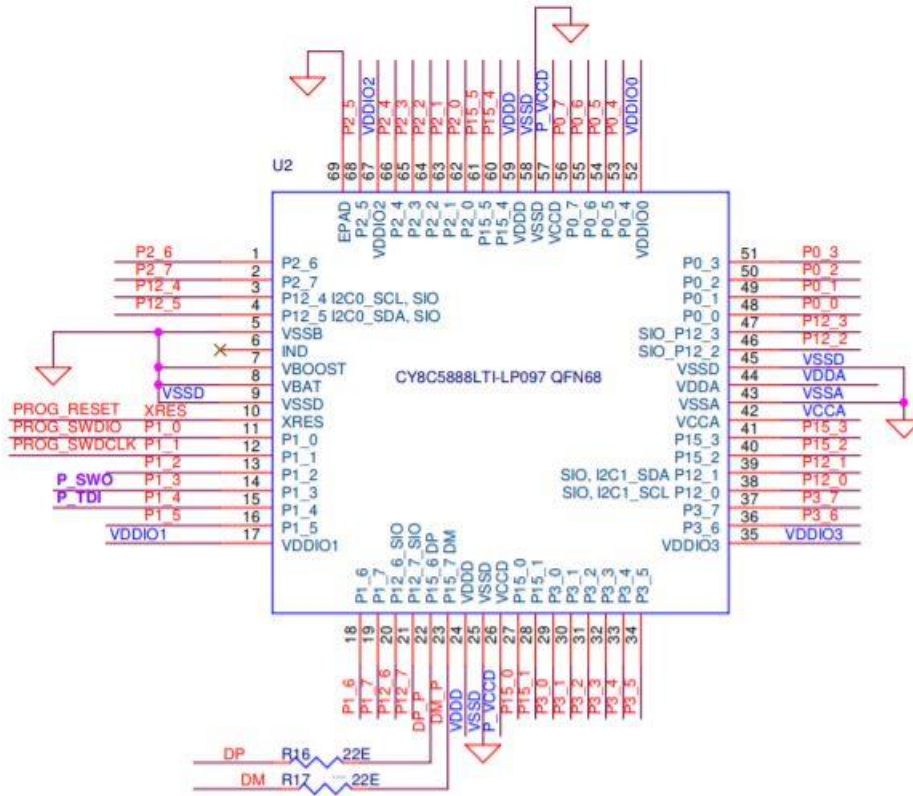 P2_5
VDDIO2
P2_4
P2_3
P2_2
P2_1
P2_0
P15_5
P15_4
VDDD
VSSD
P_VCCD
P0_7
P0_6
P0_5
P0_4
VDDIO0
U2
69
68
67
66
65
64
63
62
61
60
59
58
57
56
55
54
53
52
EPAD
P2_5
VDDIO2
P2_4
P2_3
P2_2
P2_1
P2_0
P15_5
P15_4
VDDD
VSSD
VCCD
P0_7
P0_6
P0_5
P0_4
VDDIO0
P2_6 1 P2_6
P2_7 2 P2_7
P12_4 3 P12_4 I2C0_SCL, SIO
P12_5 4 P12_5 I2C0_SDA, SIO
5 VSSB
6 IND
7 VBOOST
8 VBAT
VSSD 9 VSSD
PROG_RESET XRES 10 XRES
PROG_SWDIO P1_0 11 P1_0
PROG_SWDCLK P1_1 12 P1_1
P1_2 13 P1_2
P_SWO P1_3 14 P1_3
P_TDI P1_4 15 P1_4
P1_5 16 P1_5
VDDIO1 17 VDDIO1
CY8C5888LTI-LP097 QFN68
P0_3 51 P0_3
P0_2 50 P0_2
P0_1 49 P0_1
P0_0 48 P0_0
SIO_P12_3 47 P12_3
SIO_P12_2 46 P12_2
VSSD 45 VSSD
VDDA 44 VDDA
VSSA 43 VSSA
VCCA 42 VCCA
P15_3 41 P15_3
P15_2 40 P15_2
SIO, I2C1_SDA P12_1 39 P12_1
SIO, I2C1_SCL P12_0 38 P12_0
P3_7 37 P3_7
P3_6 36 P3_6
VDDIO3 35 VDDIO3
P1_6
P1_7
P12_6_SIO
P12_7_SIO
P15_6 DP
P15_7 DM
VDDD
VSSD
VCCD
P15_0
P15_1
P3_0
P3_1
P3_2
P3_3
P3_4
P3_5
18
19
20
21
22
23
24
25
26
27
28
29
30
31
32
33
34
P1_6
P1_7
P12_6
P12_7
DP_P
DM_P
VDDD
VSSD
P_VCCD
P15_0
P15_1
P3_0
P3_1
P3_2
P3_3
P3_4
P3_5
DP R16 22E
DM R17 22E